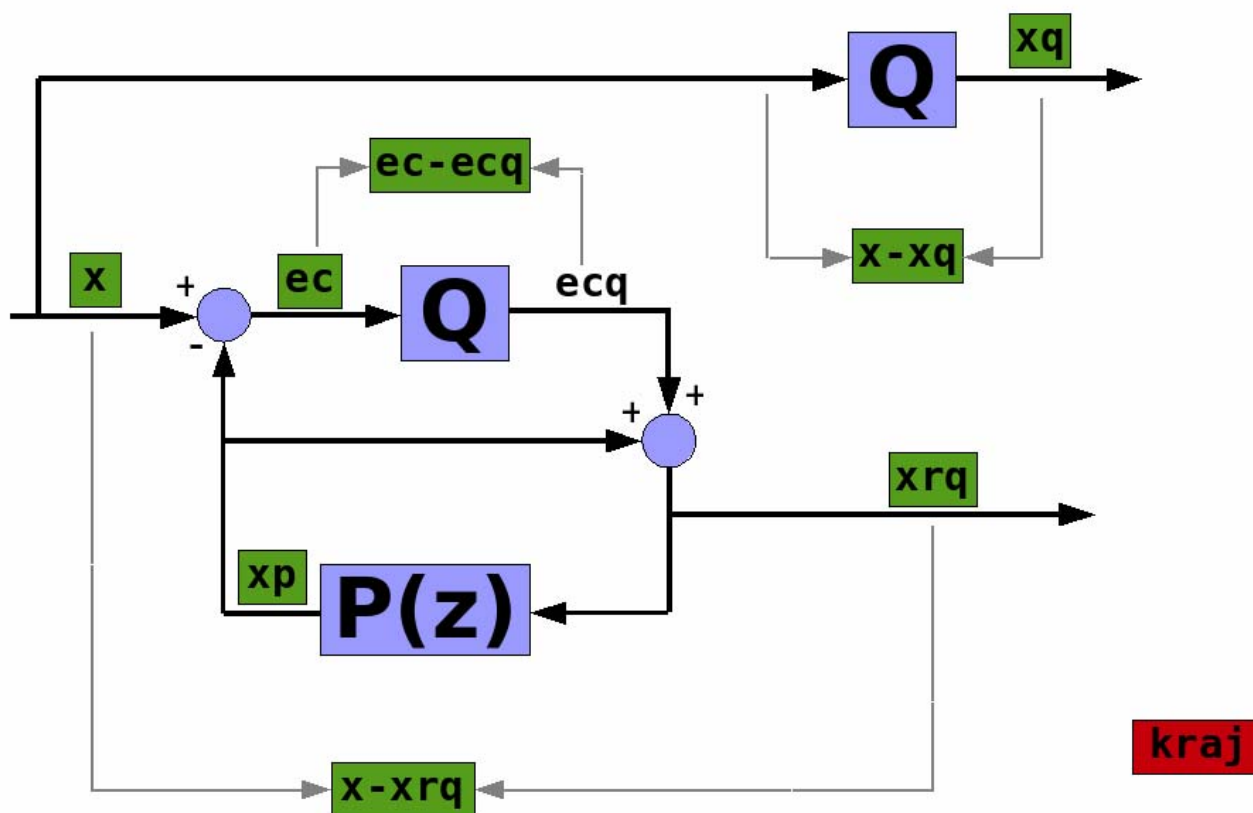 xq
Q
ec-ecq
x-xq
x
+
ec
Q
ecq
-
+
+
xrq
xp
P(z)
kraj
x-xrq